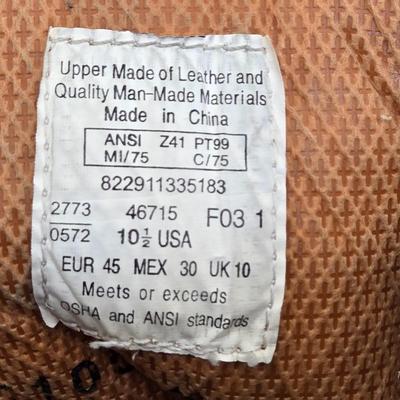 Upper Made of Leather and
Quality Man-Made Materials
Made in China
ANSI Z41 PT99
MI/75 C/75
822911335183
2773 46715 F03 1
0572 10½ USA
EUR 45 MEX 30 UK 10
Meets or exceeds
OSHA and ANSI standards